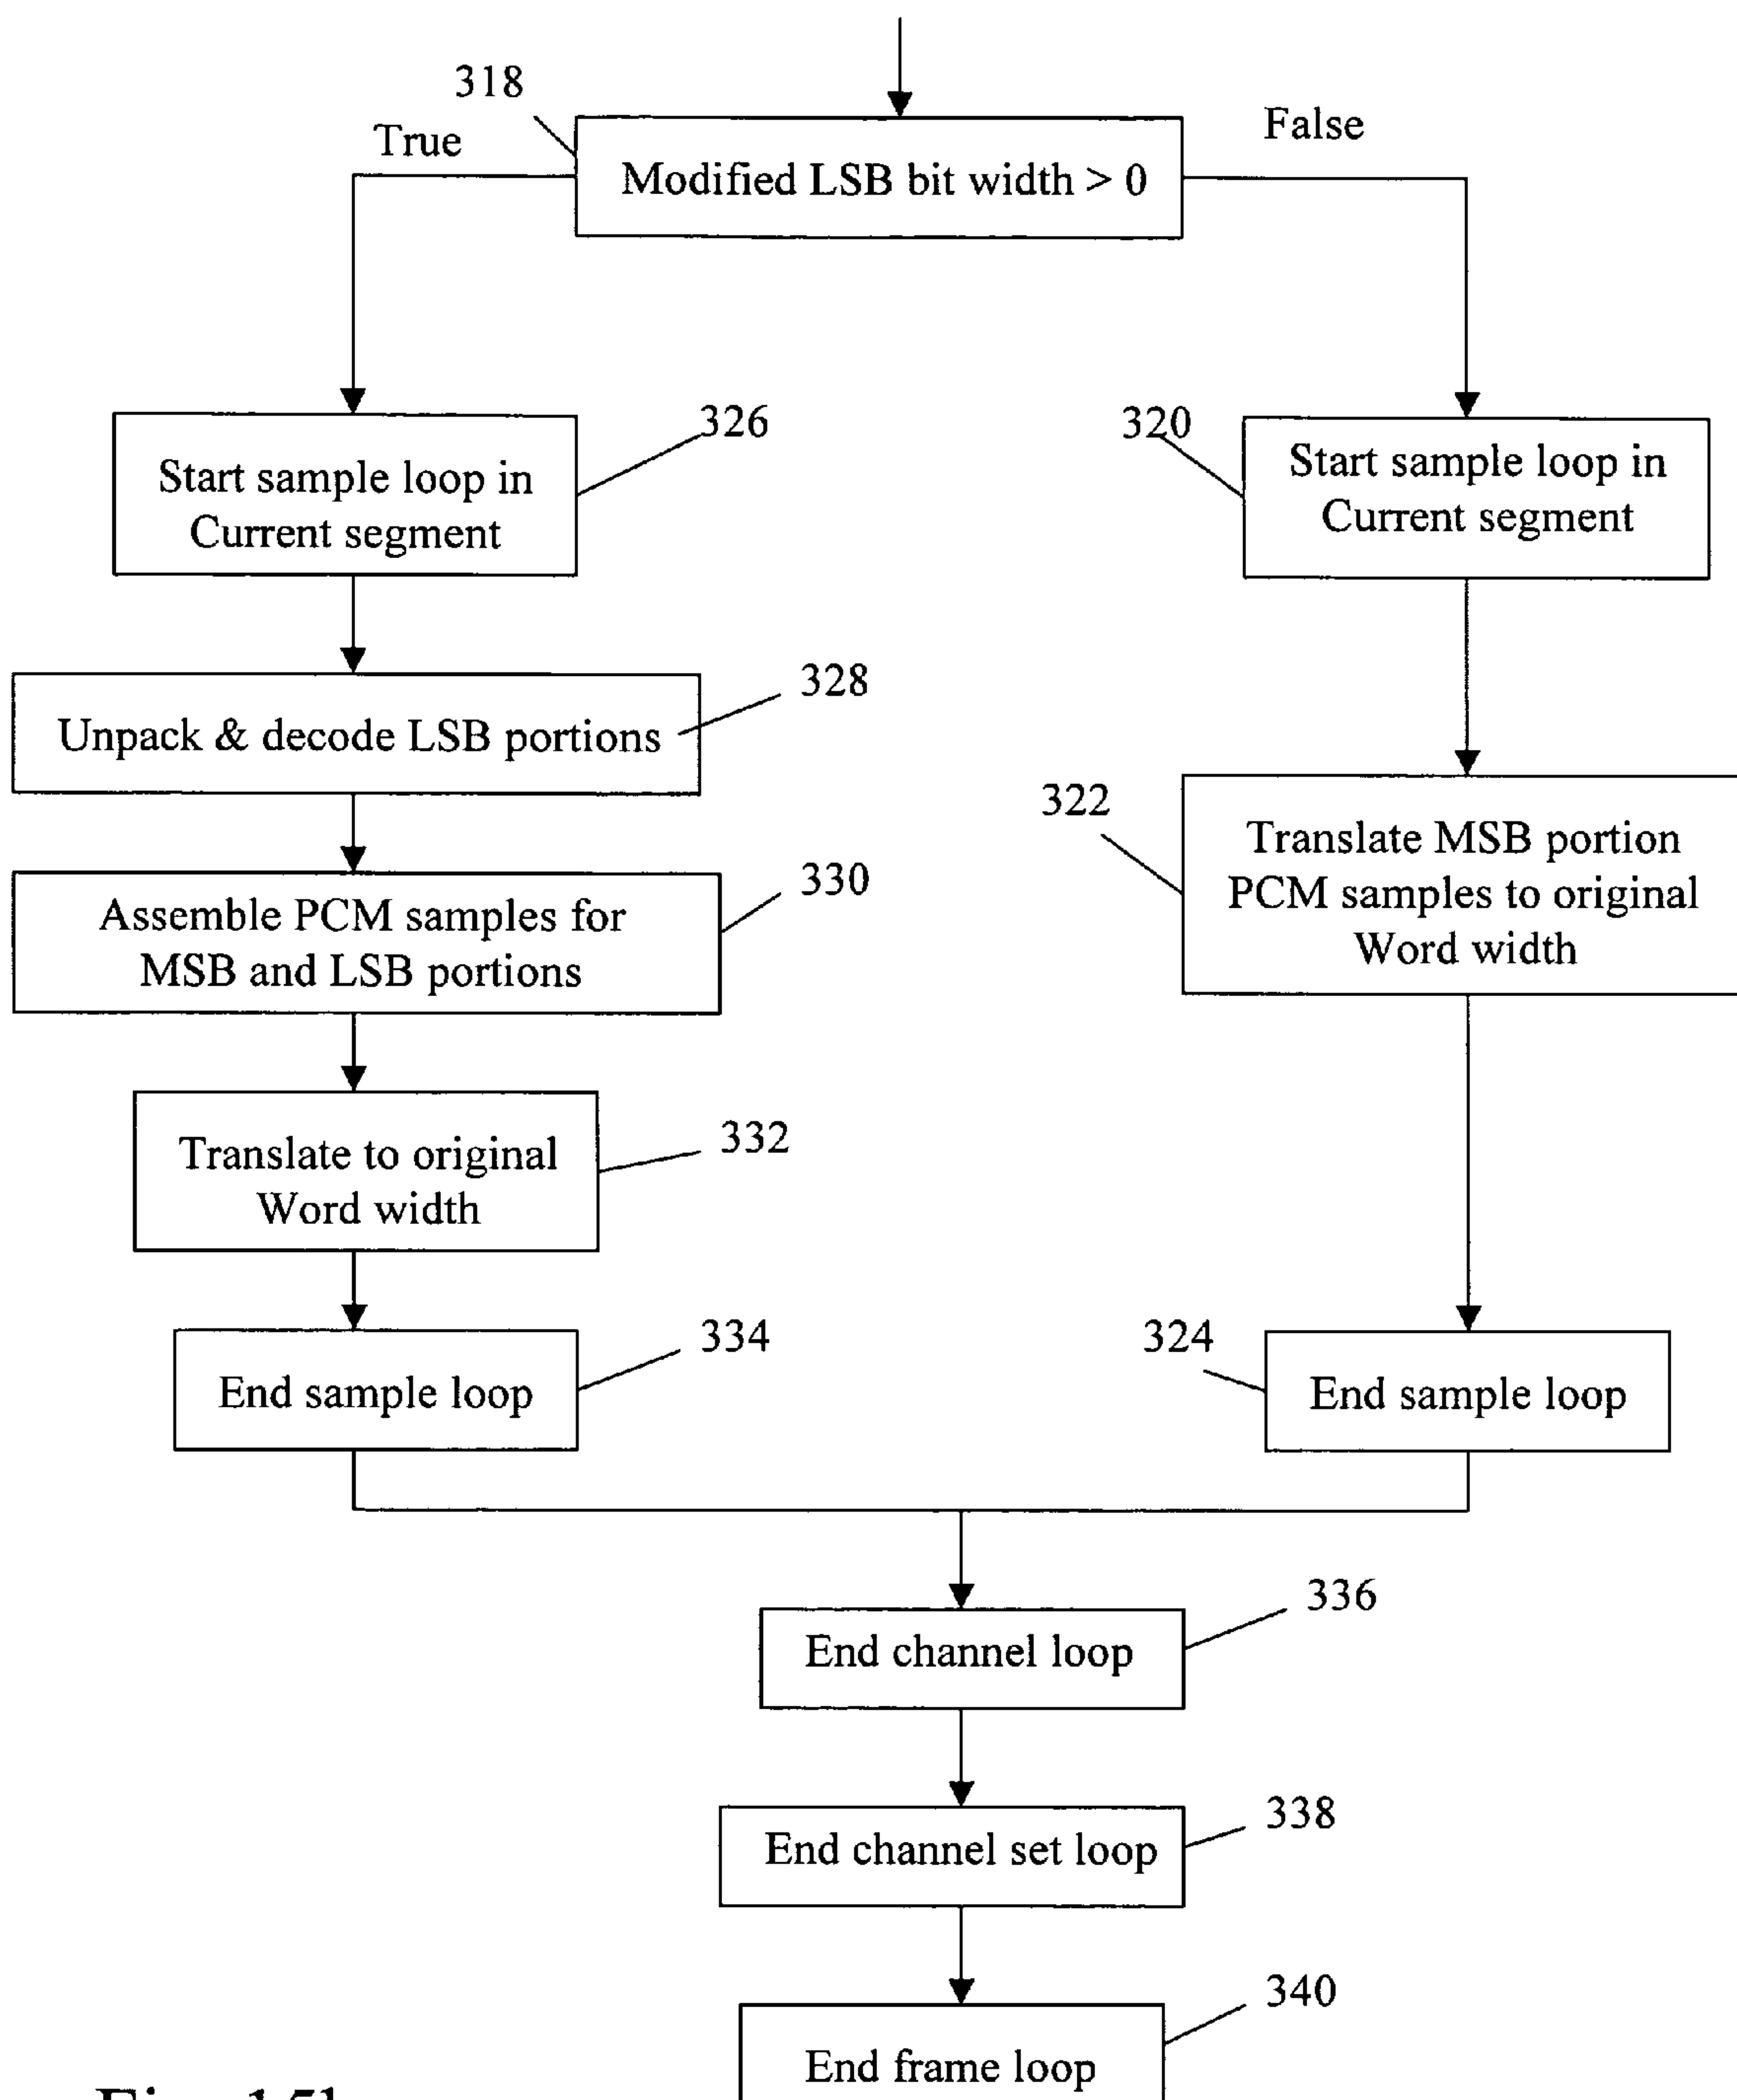 318
True
False
Modified LSB bit width > 0
326
Start sample loop in
Current segment
320
Start sample loop in
Current segment
328
Unpack & decode LSB portions
322
Translate MSB portion
PCM samples to original
Word width
330
Assemble PCM samples for
MSB and LSB portions
332
Translate to original
Word width
334
End sample loop
324
End sample loop
336
End channel loop
338
End channel set loop
340
End frame loop